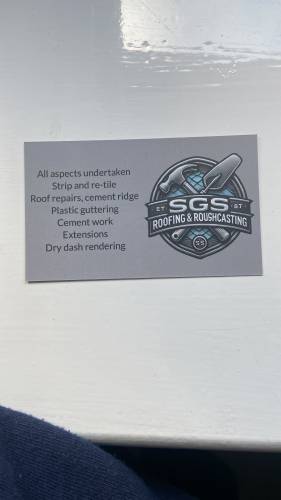 All aspects undertaken
Strip and re-tile
Roof repairs, cement ridge
Plastic guttering
Cement work
Extensions
Dry dash rendering
SGS
ROOFING & ROUSHCASTING